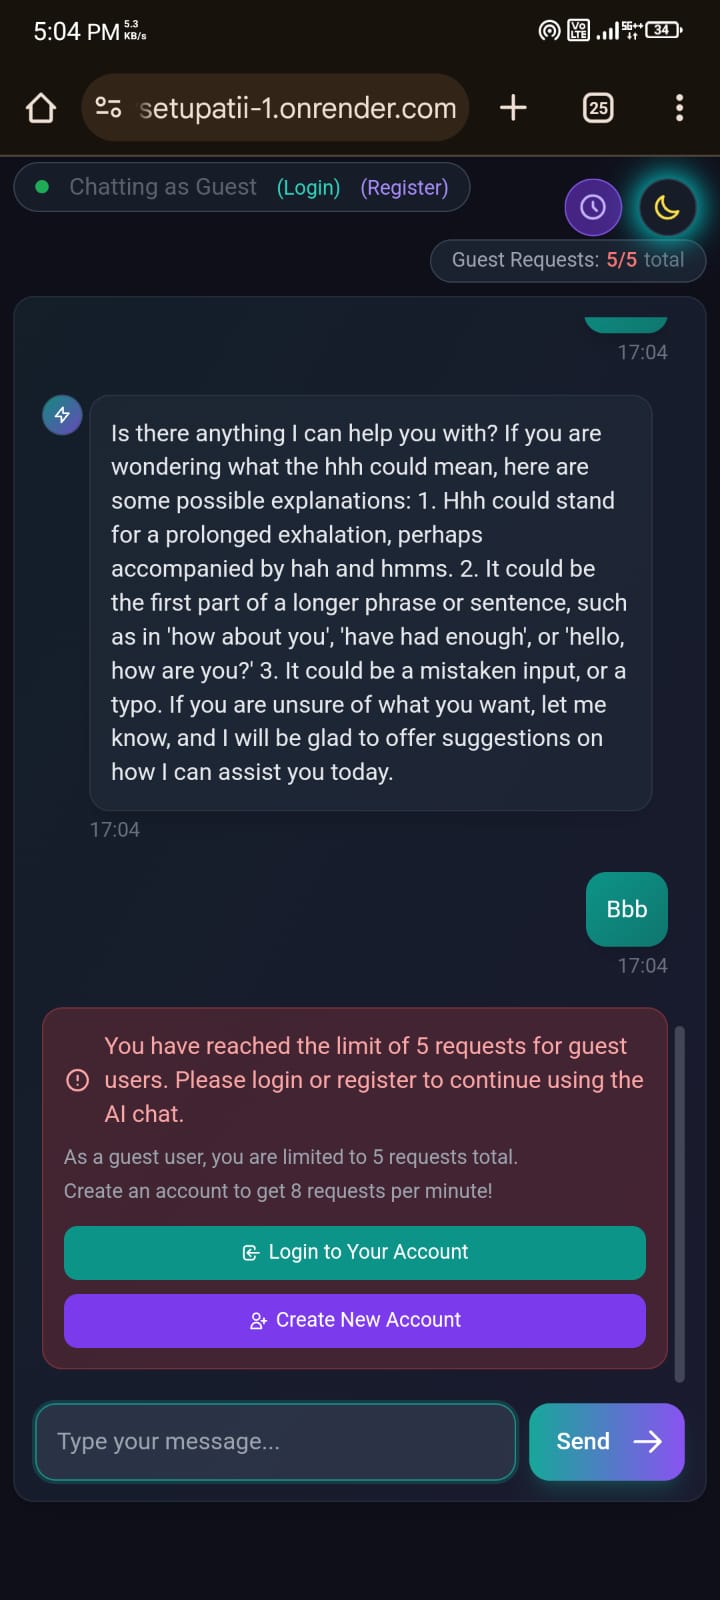 5:04 PM 5.3 KB/s Vo LTE 5G++ 34
setupatii-1.onrender.com 25
Chatting as Guest (Login) (Register)
Guest Requests: 5/5 total
17:04
Is there anything I can help you with? If you are
wondering what the hhh could mean, here are
some possible explanations: 1. Hhh could stand
for a prolonged exhalation, perhaps
accompanied by hah and hmms. 2. It could be
the first part of a longer phrase or sentence, such
as in 'how about you', 'have had enough', or 'hello,
how are you?' 3. It could be a mistaken input, or a
typo. If you are unsure of what you want, let me
know, and I will be glad to offer suggestions on
how I can assist you today.
17:04
Bbb
17:04
You have reached the limit of 5 requests for guest
users. Please login or register to continue using the
AI chat.
As a guest user, you are limited to 5 requests total.
Create an account to get 8 requests per minute!
Login to Your Account
Create New Account
Type your message...
Send